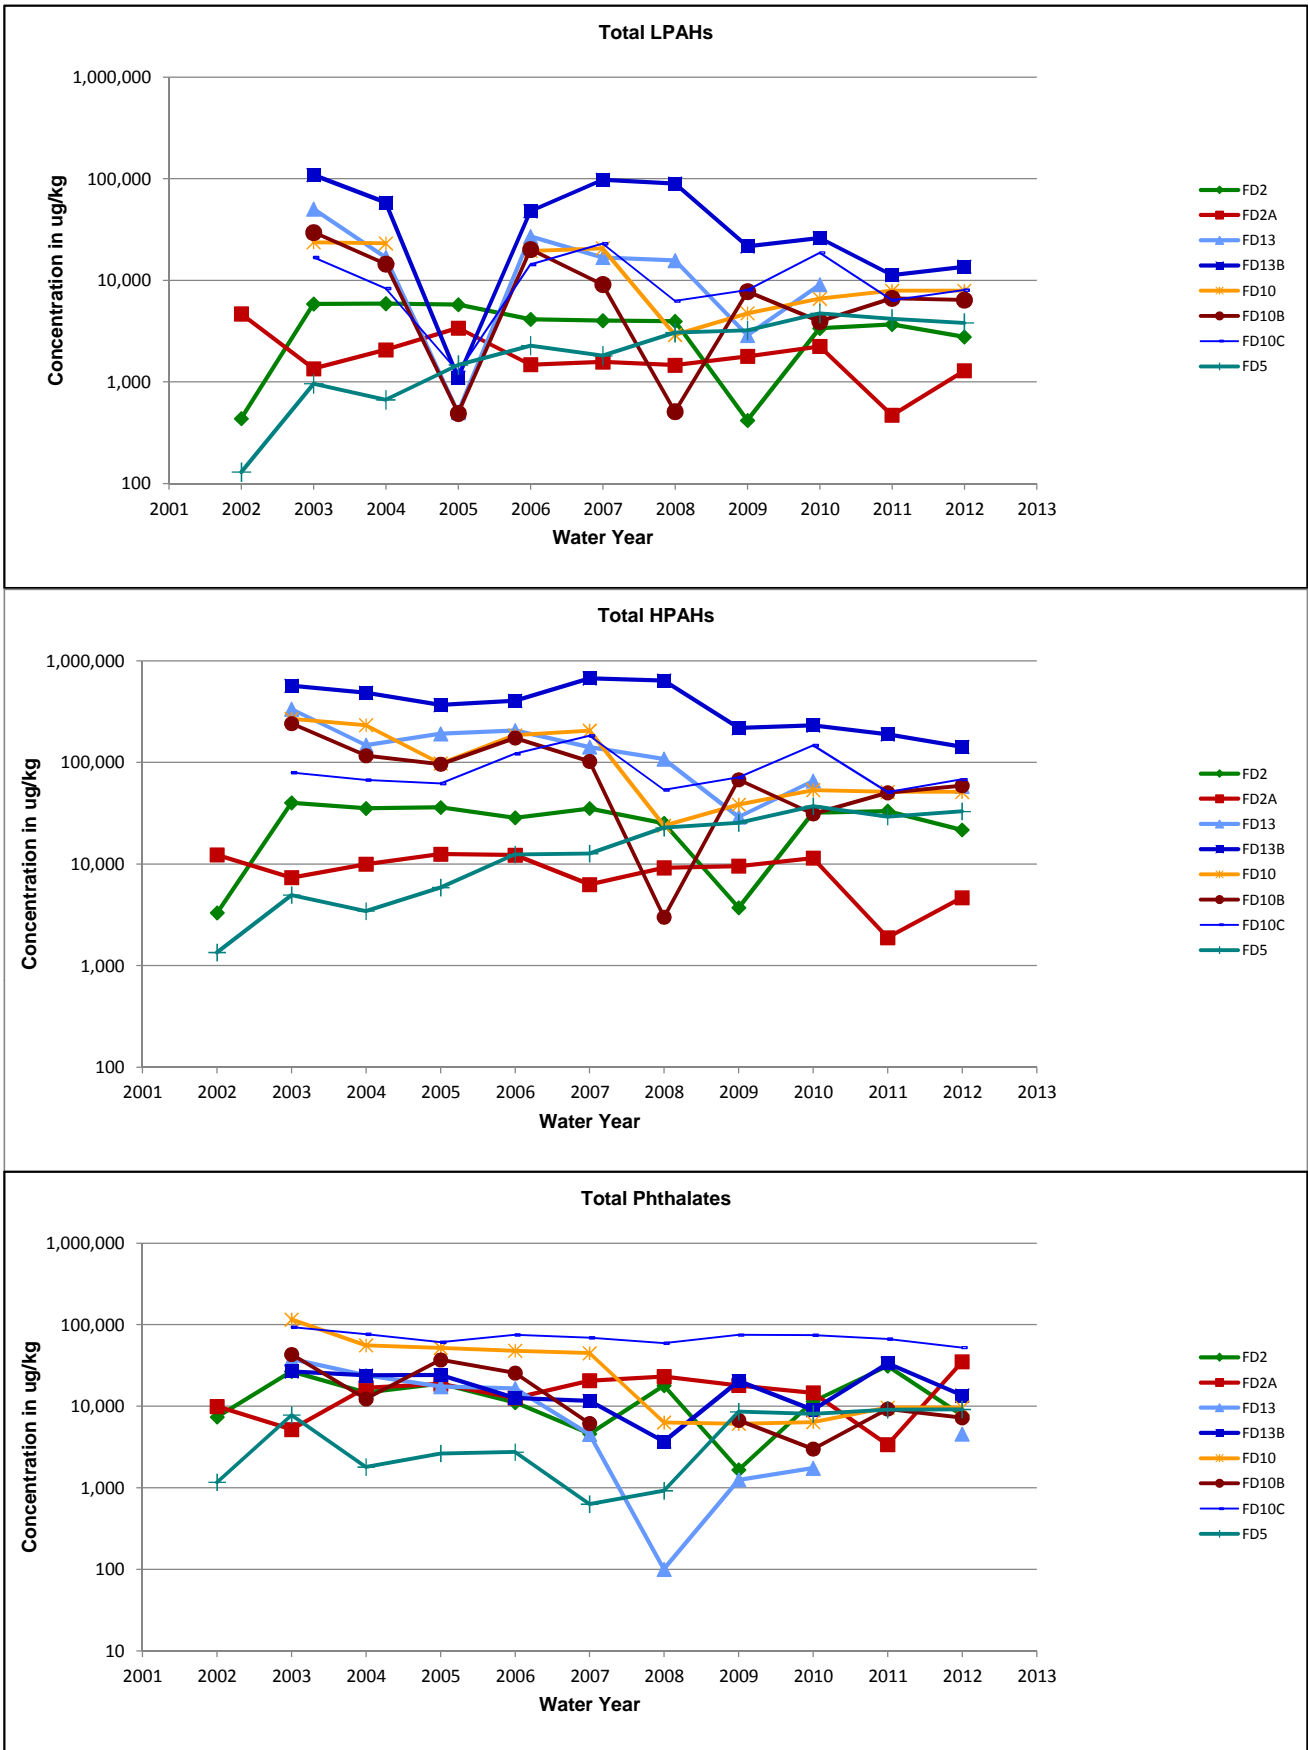 Total LPAHs
1,000,000
100,000
10,000
1,000
100
Concentration in ug/kg
2001 2002 2003 2004 2005 2006 2007 2008 2009 2010 2011 2012 2013
Water Year
FD2
FD2A
FD13
FD13B
FD10
FD10B
FD10C
FD5
Total HPAHs
1,000,000
100,000
10,000
1,000
100
Concentration in ug/kg
2001 2002 2003 2004 2005 2006 2007 2008 2009 2010 2011 2012 2013
Water Year
FD2
FD2A
FD13
FD13B
FD10
FD10B
FD10C
FD5
Total Phthalates
1,000,000
100,000
10,000
1,000
100
10
Concentration in ug/kg
2001 2002 2003 2004 2005 2006 2007 2008 2009 2010 2011 2012 2013
Water Year
FD2
FD2A
FD13
FD13B
FD10
FD10B
FD10C
FD5